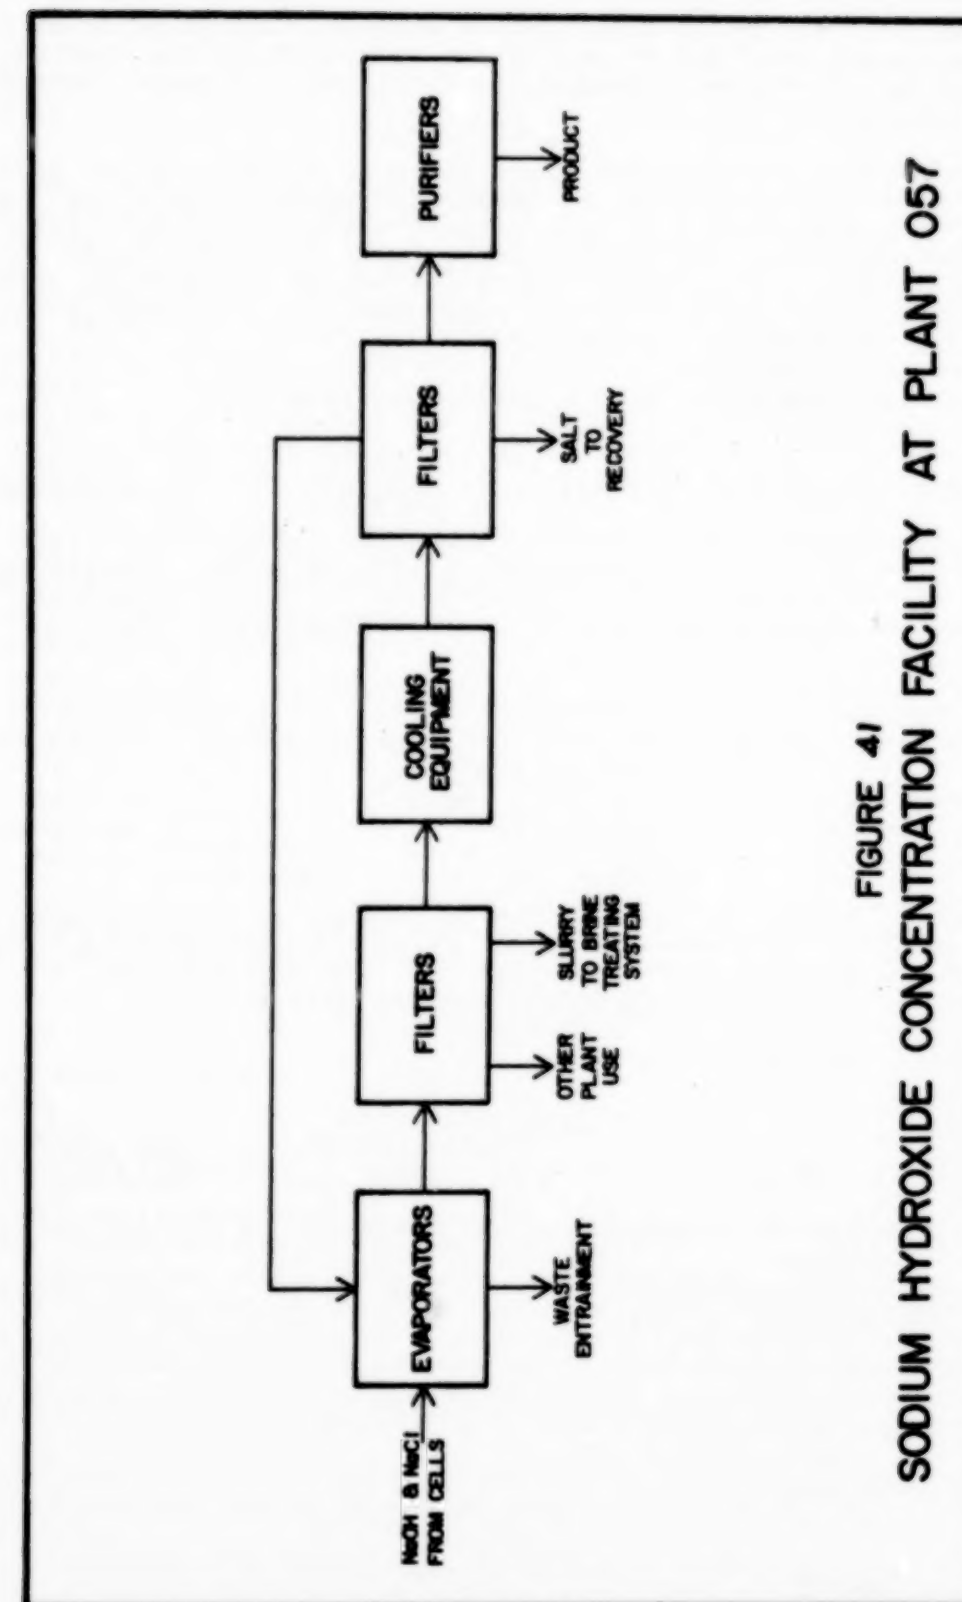 NaOH & NaCl
FROM CELLS
EVAPORATORS
WASTE
ENTRAINMENT
FILTERS
OTHER
PLANT
USE
SLURRY
TO BRINE
TREATING
SYSTEM
COOLING
EQUIPMENT
FILTERS
SALT
TO
RECOVERY
PURIFIERS
PRODUCT
FIGURE 41
SODIUM HYDROXIDE CONCENTRATION FACILITY AT PLANT 057